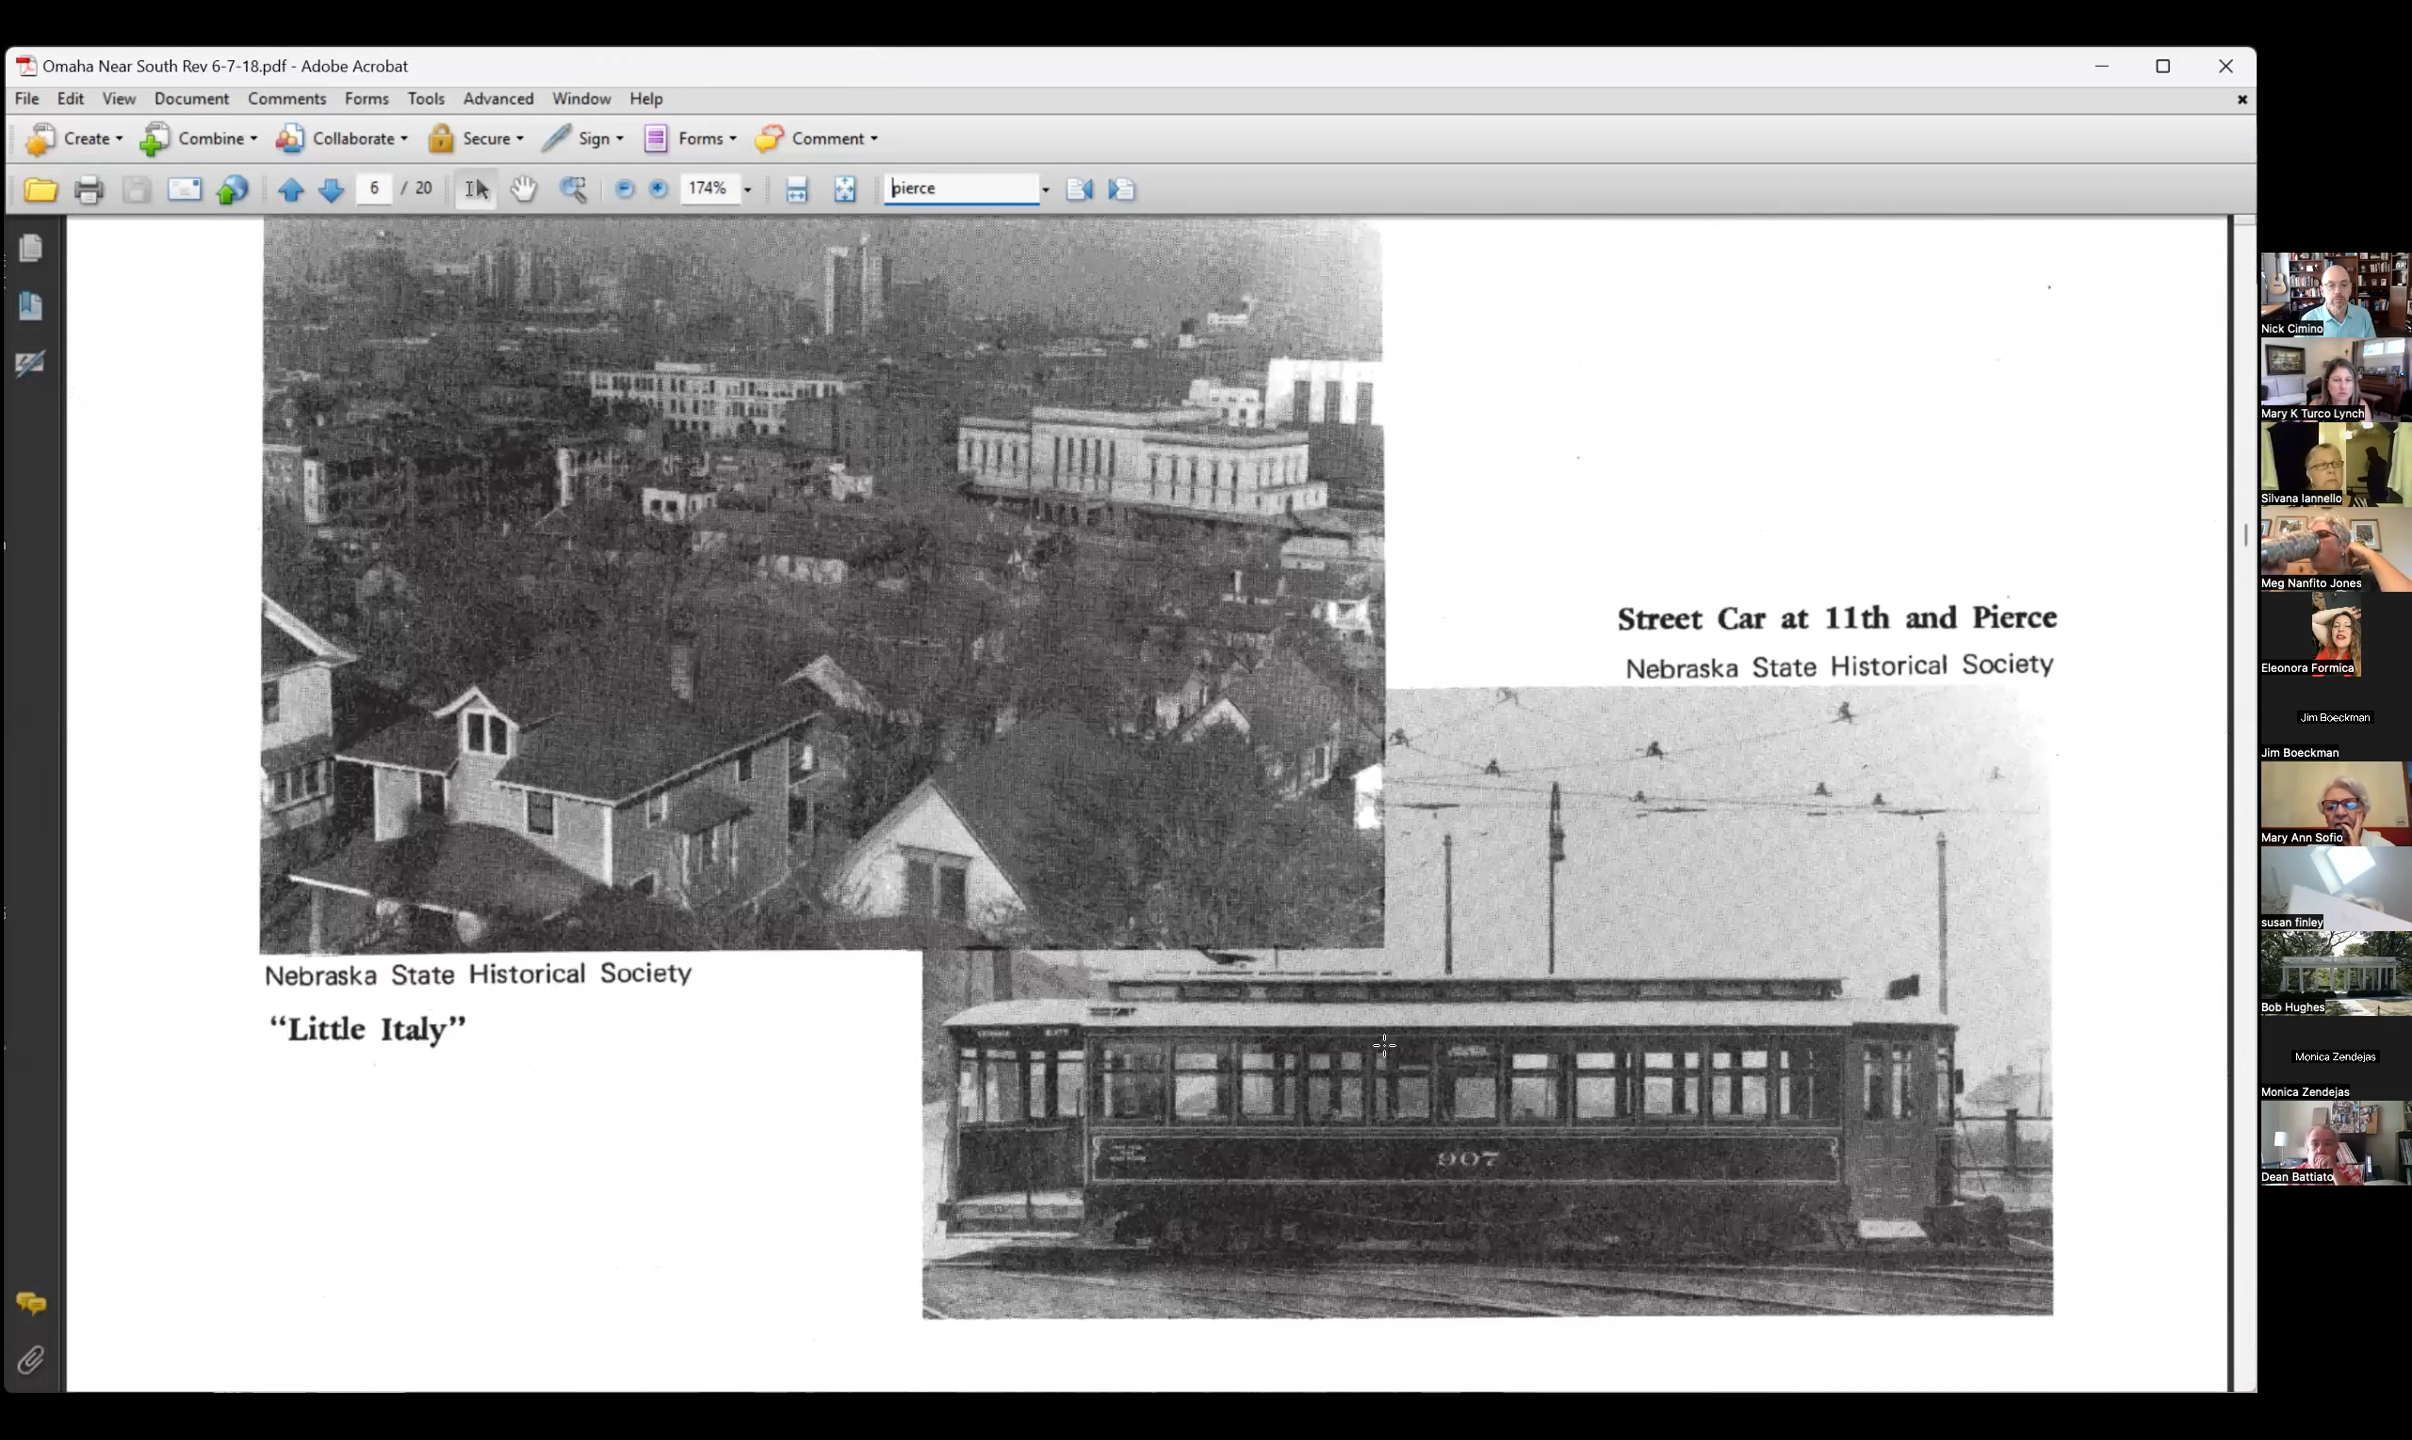 Omaha Near South Rev 6-7-18.pdf - Adobe Acrobat
File Edit View Document Comments Forms Tools Advanced Window Help
Create Combine Collaborate Secure Sign Forms Comment
6 / 20 174% pierce
Street Car at 11th and Pierce
Nebraska State Historical Society
907
Nebraska State Historical Society
“Little Italy”
Nick Cimino
Mary K Turco Lynch
Silvana Iannello
Meg Nanfito Jones
Eleonora Formica
Jim Boeckman
Jim Boeckman
Mary Ann Sofio
susan finley
Bob Hughes
Monica Zendejas
Monica Zendejas
Dean Battiato